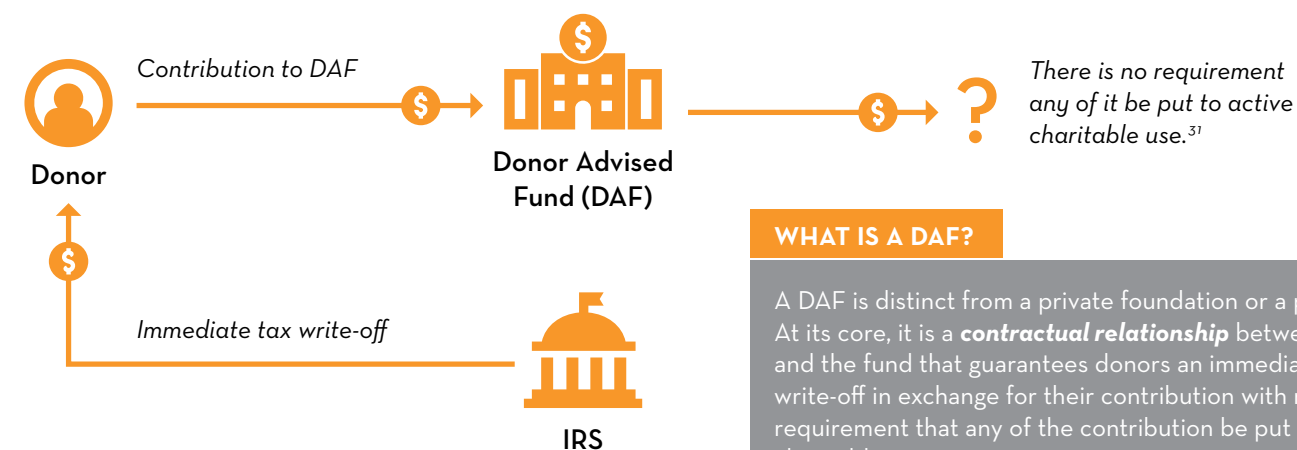 Contribution to DAF
Donor
Donor Advised
Fund (DAF)
There is no requirement
any of it be put to active
charitable use.31
Immediate tax write-off
IRS
WHAT IS A DAF?
A DAF is distinct from a private foundation or a
At its core, it is a contractual relationship
and the fund that guarantees donors an
write-off in exchange for their contribution with
requirement that any of the contribution be put